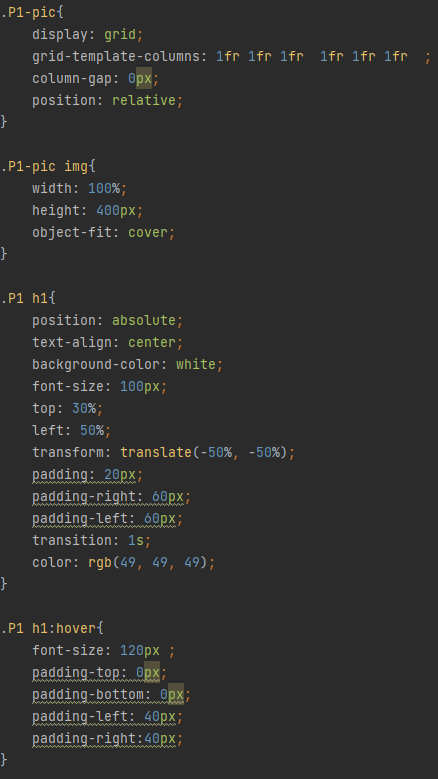 .P1-pic{
    display: grid;
    grid-template-columns: 1fr 1fr 1fr  1fr 1fr 1fr  ;
    column-gap: 0px;
    position: relative;
}

.P1-pic img{
    width: 100%;
    height: 400px;
    object-fit: cover;
}

.P1 h1{
    position: absolute;
    text-align: center;
    background-color: white;
    font-size: 100px;
    top: 30%;
    left: 50%;
    transform: translate(-50%, -50%);
    padding: 20px;
    padding-right: 60px;
    padding-left: 60px;
    transition: 1s;
    color: rgb(49, 49, 49);
}

.P1 h1:hover{
    font-size: 120px ;
    padding-top: 0px;
    padding-bottom: 0px;
    padding-left: 40px;
    padding-right:40px;
}